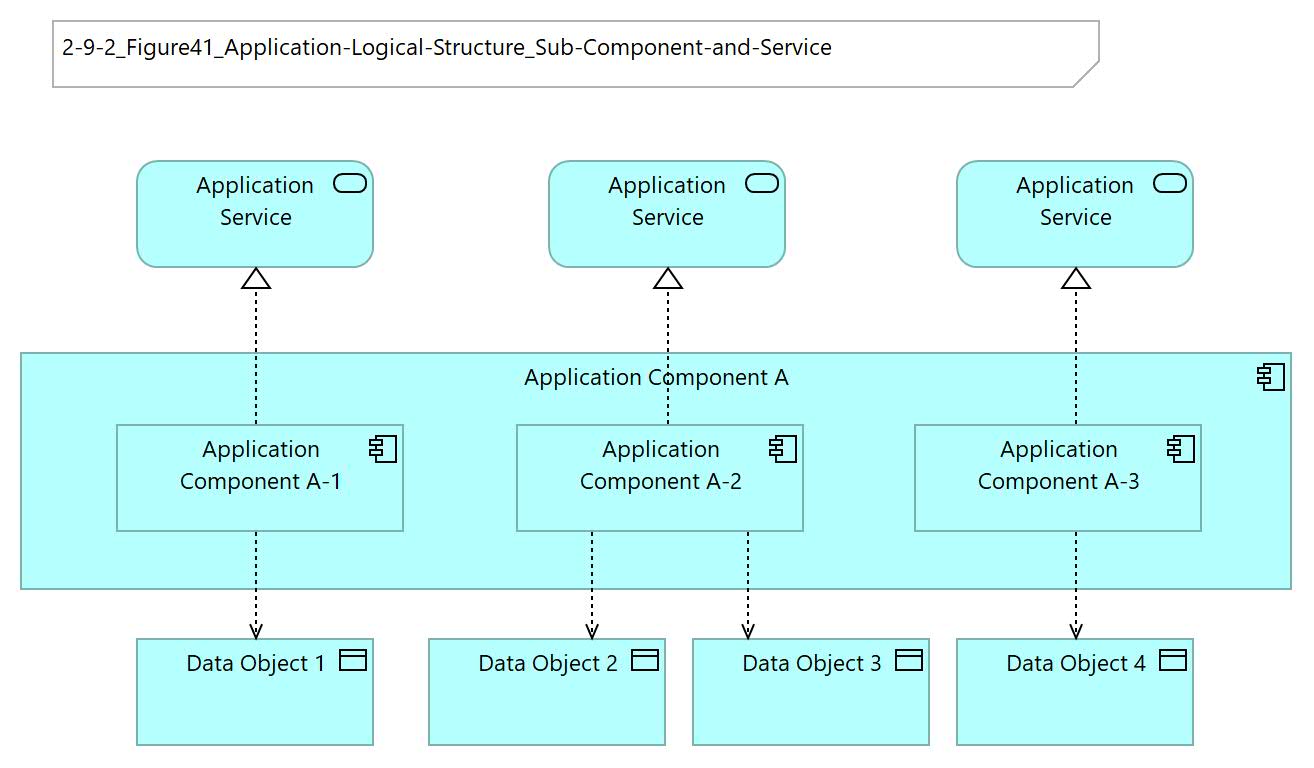 2-9-2_Figure41_Application-Logical-Structure_Sub-Component-and-Service
Application
Service
Application
Service
Application
Service
Application Component A
Application
Component A-1
Application
Component A-2
Application
Component A-3
Data Object 1
Data Object 2
Data Object 3
Data Object 4